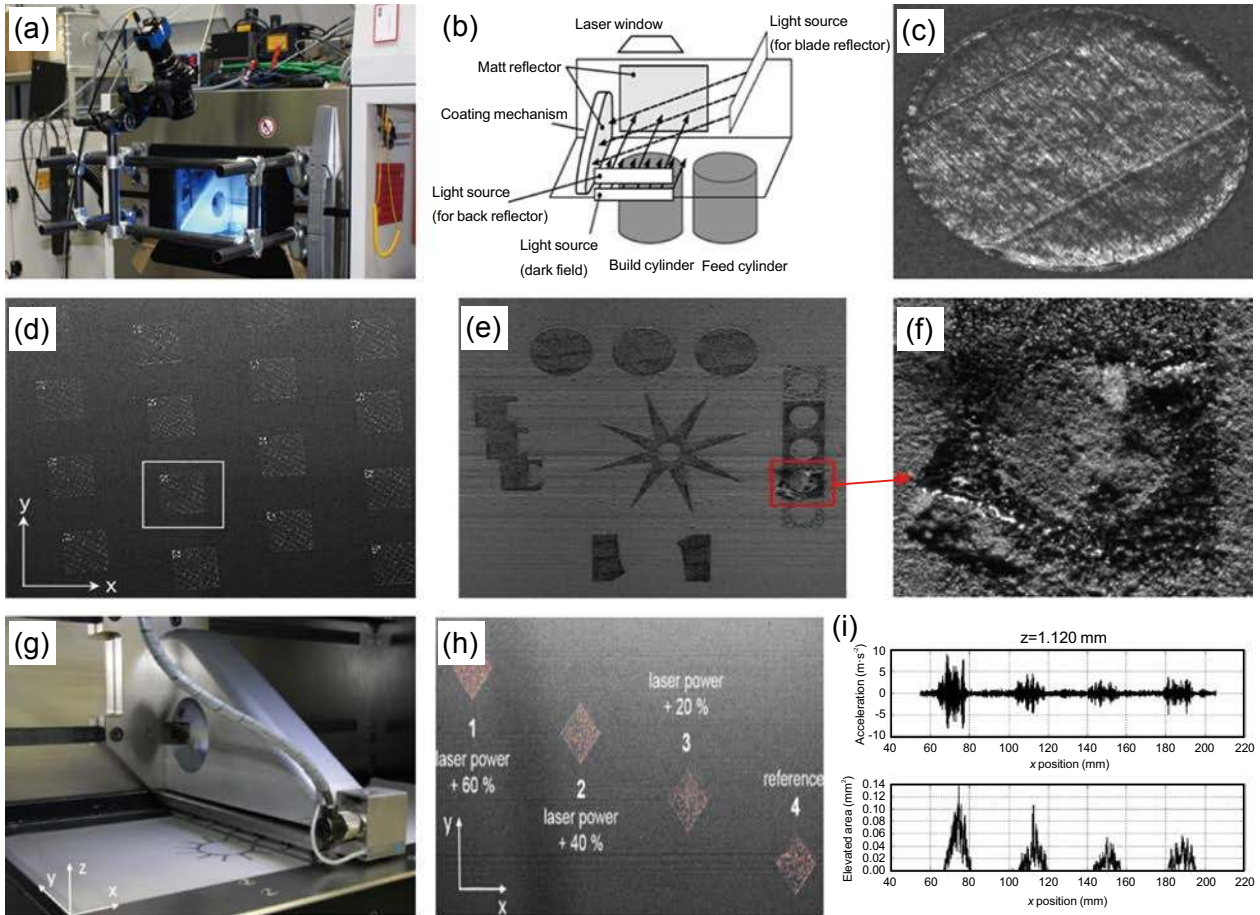 (a)
(b)
Laser window
Light source
(for blade reflector)
Matt reflector
Coating mechanism
Light source
(for back reflector)
Light source
(dark field)
Build cylinder
Feed cylinder
(c)
(d)
y
x
(e)
(f)
(g)
z
y
x
(h)
1
laser power
+ 60 %
2
laser power
+ 40 %
laser power
+ 20 %
3
reference
4
y
x
(i)
z=1.120 mm
Acceleration (m·s⁻²)
10
5
0
-5
-10
40 60 80 100 120 140 160 180 200 220
x position (mm)
Elevated area (mm²)
0.14
0.12
0.10
0.08
0.06
0.04
0.02
0.00
40 60 80 100 120 140 160 180 200 220
x position (mm)